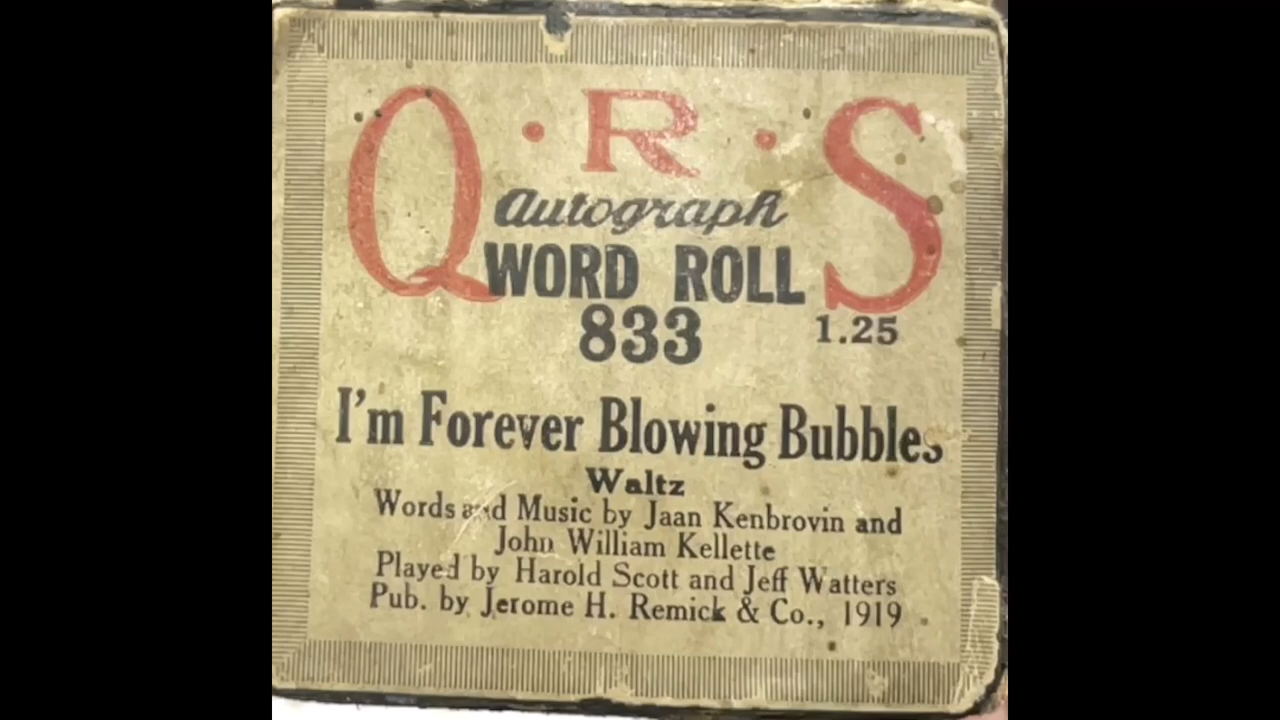 Q·R·S
Autograph
WORD ROLL
833
1.25
I'm Forever Blowing Bubbles
Waltz
Words and Music by Jaan Kenbrovin and
John William Kellette
Played by Harold Scott and Jeff Watters
Pub. by Jerome H. Remick & Co., 1919